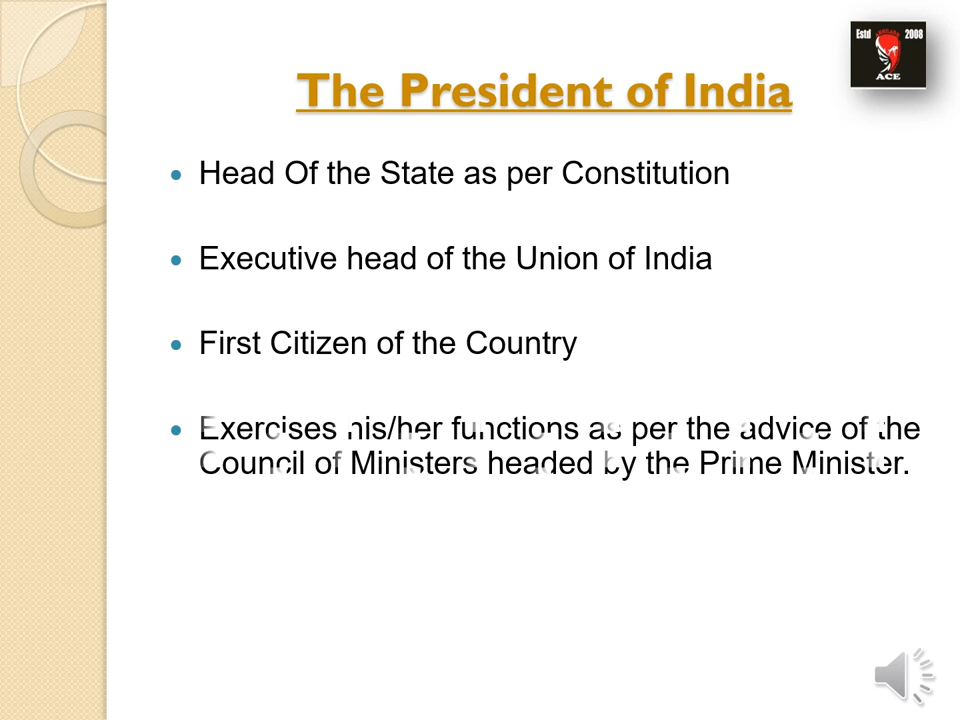 Estd 2008
ACE
The President of India
Head Of the State as per Constitution
Executive head of the Union of India
First Citizen of the Country
Exercises his/her functions as per the advice of the
Council of Ministers headed by the Prime Minister.